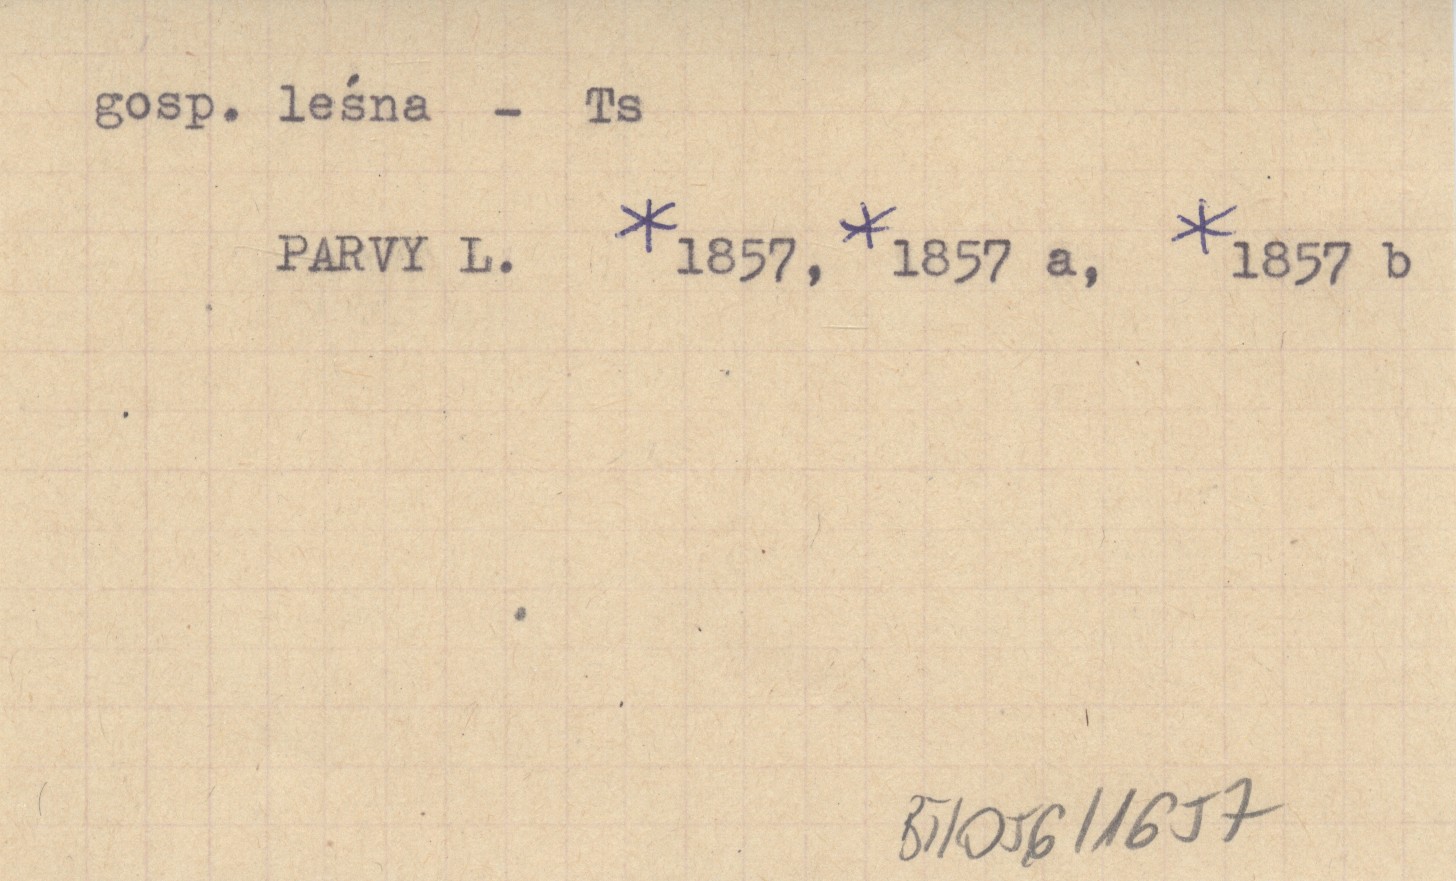 gosp. leśna - Ts
PARVY L. *1857, *1857 a, *1857 b
BT/056/1657